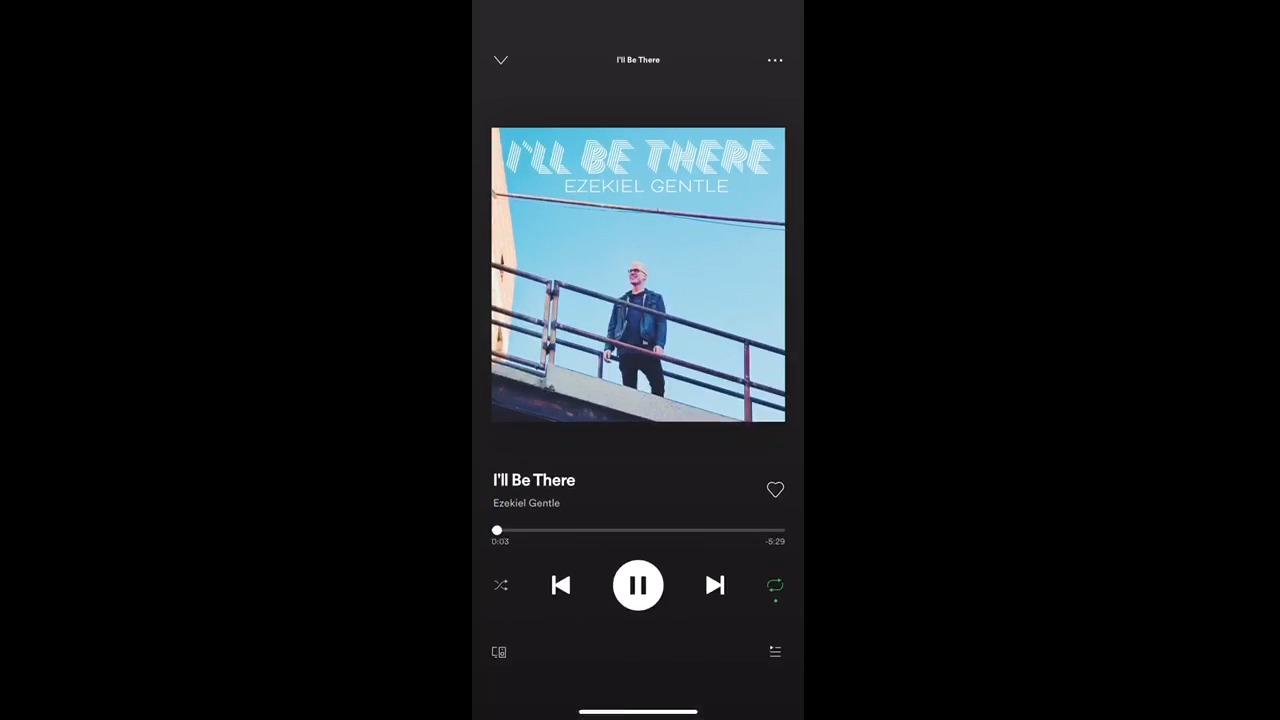 I'll Be There
I'LL BE THERE
EZEKIEL GENTLE
I'll Be There
Ezekiel Gentle
0:03
-5:29